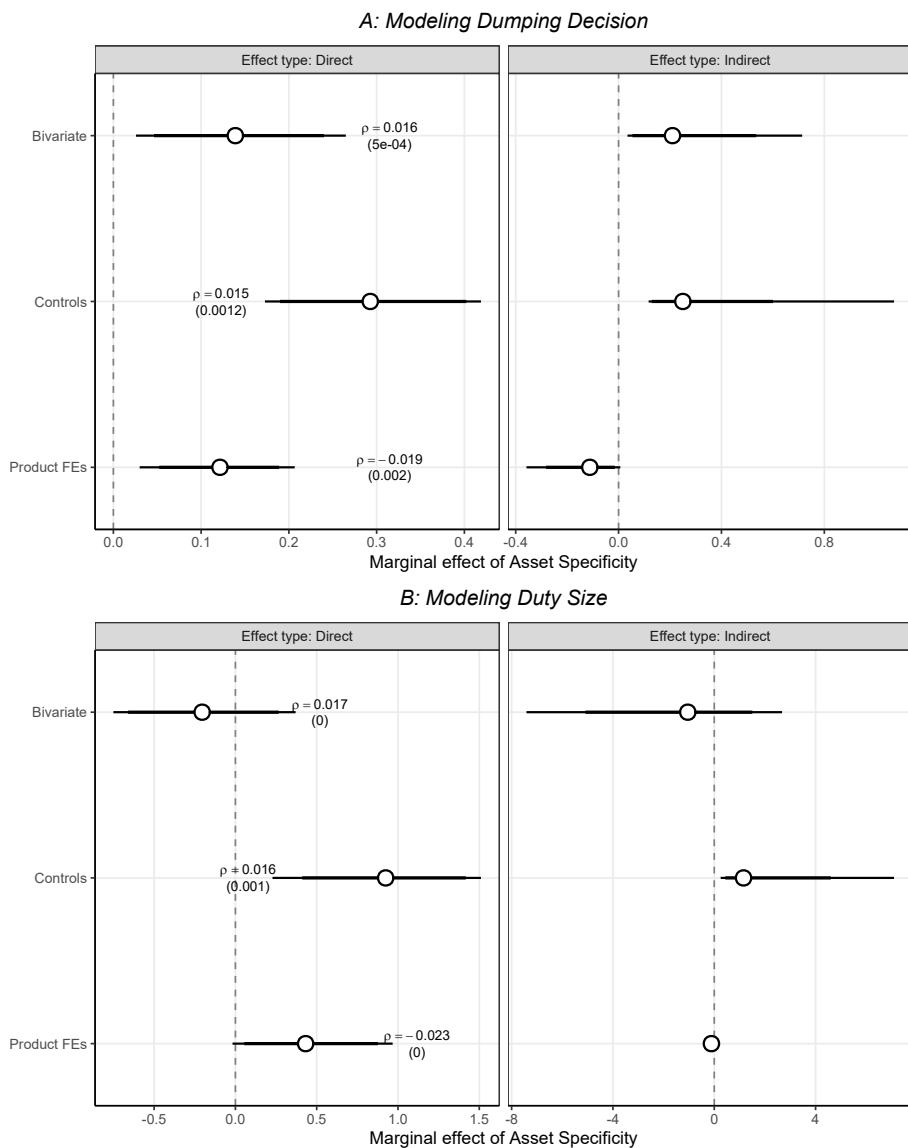 A: Modeling Dumping Decision
Effect type: Direct
Effect type: Indirect
Bivariate
ρ = 0.016
(5e-04)
Controls
ρ = 0.015
(0.0012)
Product FEs
ρ = − 0.019
(0.002)
0.0 0.1 0.2 0.3 0.4
-0.4 0.0 0.4 0.8
Marginal effect of Asset Specificity
B: Modeling Duty Size
Effect type: Direct
Effect type: Indirect
Bivariate
ρ = 0.017
(0)
Controls
ρ = 0.016
(0.001)
Product FEs
ρ = − 0.023
(0)
-0.5 0.0 0.5 1.0 1.5
-8 -4 0 4
Marginal effect of Asset Specificity